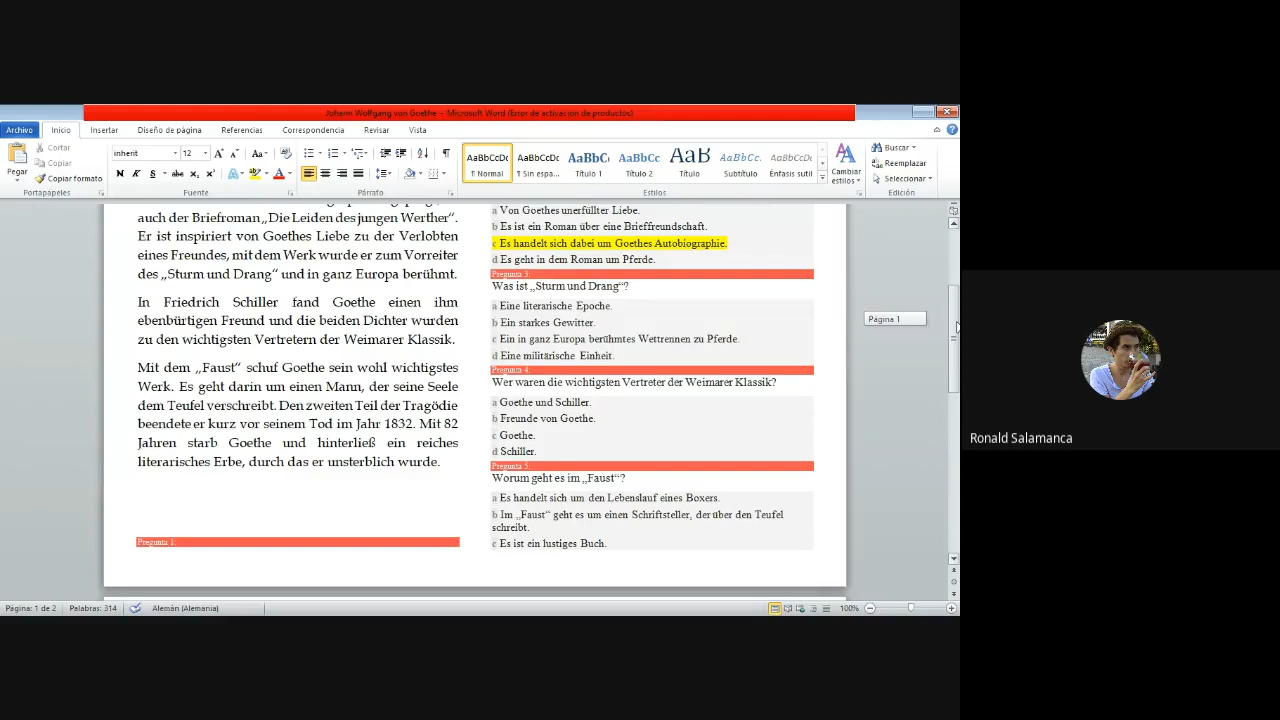 Johann Wolfgang von Goethe - Microsoft Word (Error de activación de productos)
Archivo
Inicio
Insertar
Diseño de página
Referencias
Correspondencia
Revisar
Vista
Pegar
Cortar
Copiar
Copiar formato
Portapapeles
inherit
12
N K S abc x₂ x²
Fuente
Párrafo
AaBbCcDc
¶ Normal
AaBbCcDc
¶ Sin espa...
AaBbC
Título 1
AaBbCc
Título 2
AaB
Título
AaBbCc.
Subtítulo
AaBbCcDc
Énfasis sutil
Cambiar
estilos
Estilos
Buscar
Reemplazar
Seleccionar
Edición
auch der Briefroman „Die Leiden des jungen Werther“.
Er ist inspiriert von Goethes Liebe zu der Verlobten
eines Freundes, mit dem Werk wurde er zum Vorreiter
des „Sturm und Drang“ und in ganz Europa berühmt.
In Friedrich Schiller fand Goethe einen ihm
ebenbürtigen Freund und die beiden Dichter wurden
zu den wichtigsten Vertretern der Weimarer Klassik.
Mit dem „Faust“ schuf Goethe sein wohl wichtigstes
Werk. Es geht darin um einen Mann, der seine Seele
dem Teufel verschreibt. Den zweiten Teil der Tragödie
beendete er kurz vor seinem Tod im Jahr 1832. Mit 82
Jahren starb Goethe und hinterließ ein reiches
literarisches Erbe, durch das er unsterblich wurde.
Pregunta 1:
a Von Goethes unerfüllter Liebe.
b Es ist ein Roman über eine Brieffreundschaft.
c Es handelt sich dabei um Goethes Autobiographie.
d Es geht in dem Roman um Pferde.
Pregunta 3:
Was ist „Sturm und Drang“?
a Eine literarische Epoche.
b Ein starkes Gewitter.
c Ein in ganz Europa berühmtes Wettrennen zu Pferde.
d Eine militärische Einheit.
Pregunta 4:
Wer waren die wichtigsten Vertreter der Weimarer Klassik?
a Goethe und Schiller.
b Freunde von Goethe.
c Goethe.
d Schiller.
Pregunta 5:
Worum geht es im „Faust“?
a Es handelt sich um den Lebenslauf eines Boxers.
b Im „Faust“ geht es um einen Schriftsteller, der über den Teufel
schreibt.
c Es ist ein lustiges Buch.
Página 1
Página: 1 de 2
Palabras: 314
Alemán (Alemania)
100%
Ronald Salamanca